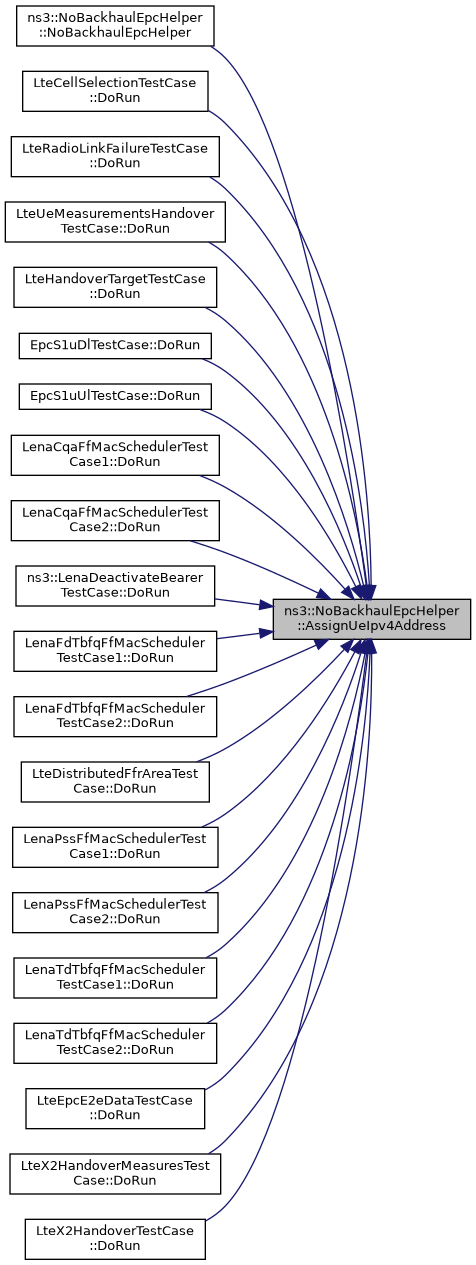 ns3::NoBackhaulEpcHelper
::NoBackhaulEpcHelper
LteCellSelectionTestCase
::DoRun
LteRadioLinkFailureTestCase
::DoRun
LteUeMeasurementsHandover
TestCase::DoRun
LteHandoverTargetTestCase
::DoRun
EpcS1uDlTestCase::DoRun
EpcS1uUlTestCase::DoRun
LenaCqaFfMacSchedulerTest
Case1::DoRun
LenaCqaFfMacSchedulerTest
Case2::DoRun
ns3::LenaDeactivateBearer
TestCase::DoRun
ns3::NoBackhaulEpcHelper
::AssignUeIpv4Address
LenaFdTbfqFfMacScheduler
TestCase1::DoRun
LenaFdTbfqFfMacScheduler
TestCase2::DoRun
LteDistributedFfrAreaTest
Case::DoRun
LenaPssFfMacSchedulerTest
Case1::DoRun
LenaPssFfMacSchedulerTest
Case2::DoRun
LenaTdTbfqFfMacScheduler
TestCase1::DoRun
LenaTdTbfqFfMacScheduler
TestCase2::DoRun
LteEpcE2eDataTestCase
::DoRun
LteX2HandoverMeasuresTest
Case::DoRun
LteX2HandoverTestCase
::DoRun